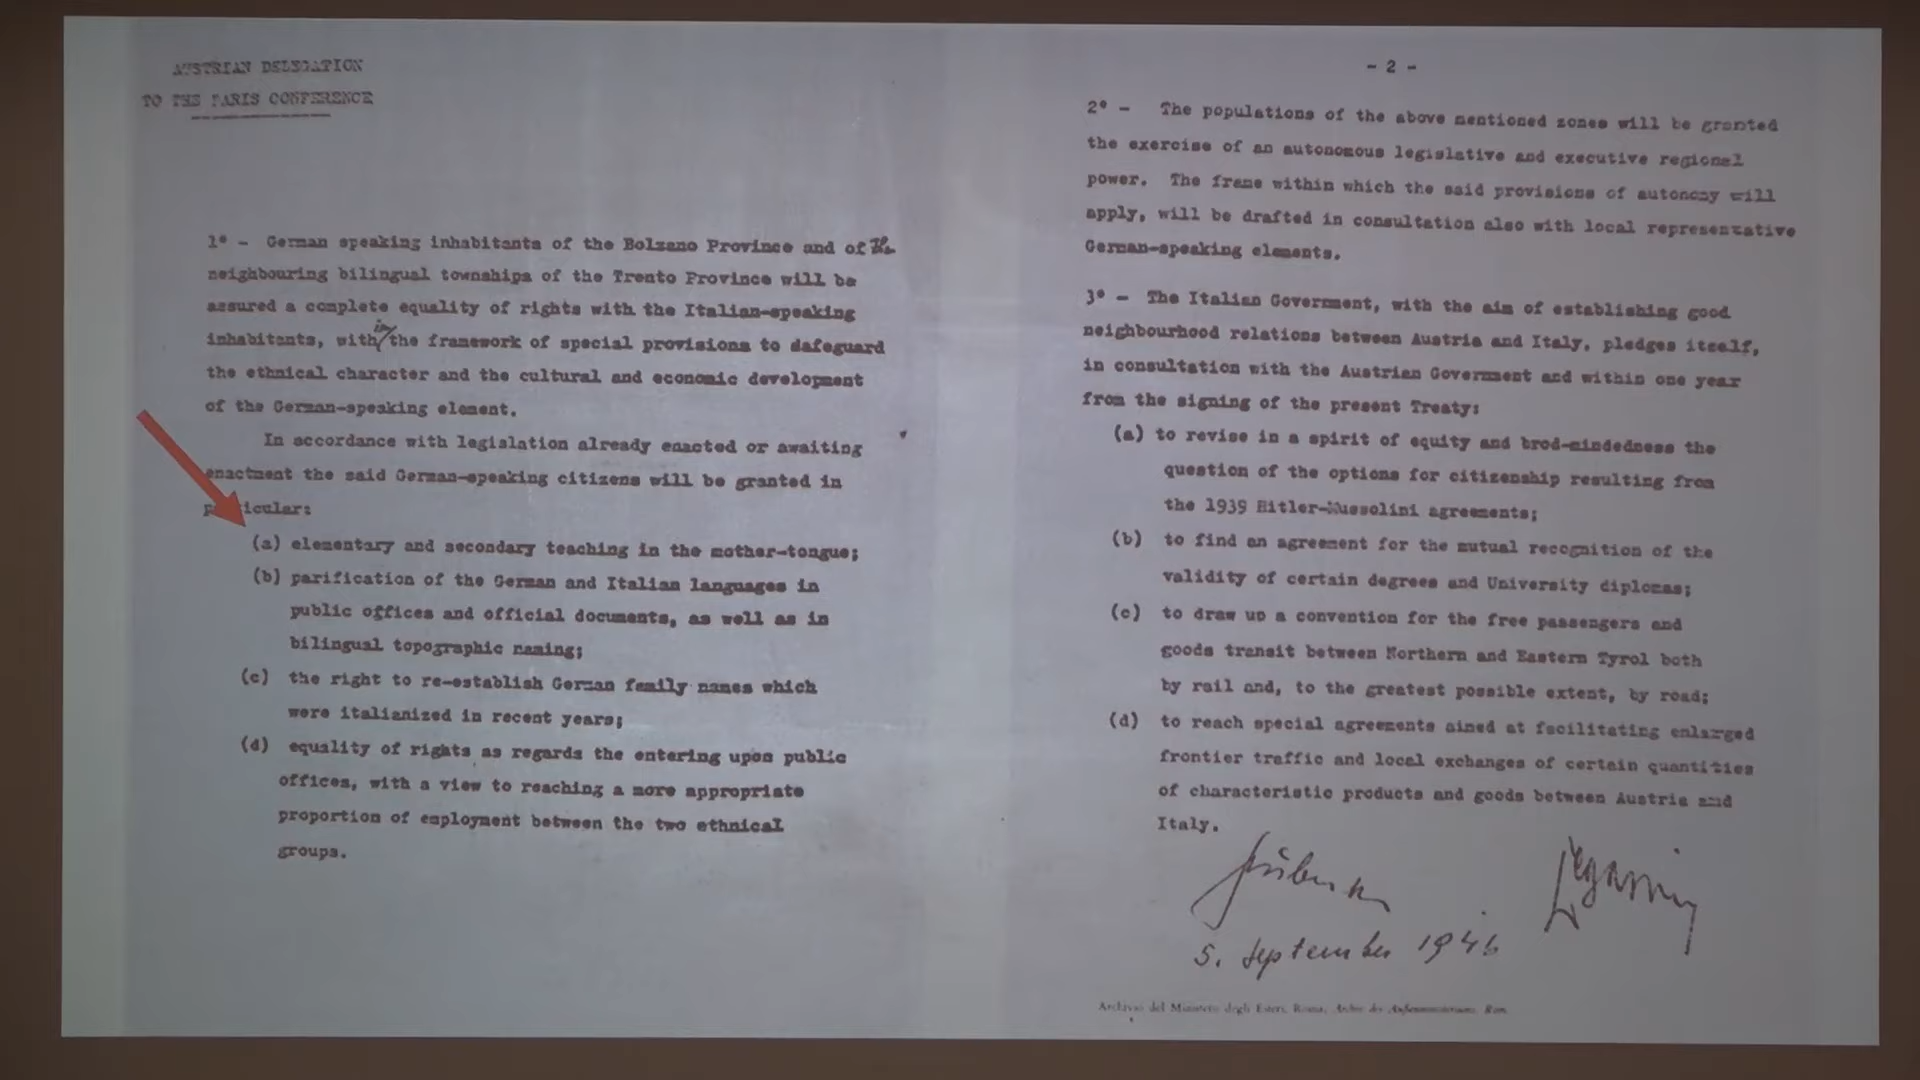 AUSTRIAN DELEGATION
TO THE PARIS CONFERENCE
1° - German speaking inhabitants of the Bolzano Province and of the
neighbouring bilingual townships of the Trento Province will be
assured a complete equality of rights with the Italian-speaking
inhabitants, within the framework of special provisions to dafeguard
the ethnical character and the cultural and economic development
of the German-speaking element.
In accordance with legislation already enacted or awaiting
enactment the said German-speaking citizens will be granted in
particular:
(a) elementary and secondary teaching in the mother-tongue;
(b) parification of the German and Italian languages in
public offices and official documents, as well as in
bilingual topographic naming;
(c) the right to re-establish German family names which
were italianized in recent years;
(d) equality of rights as regards the entering upon public
offices, with a view to reaching a more appropriate
proportion of employment between the two ethnical
groups.
- 2 -
2° - The populations of the above mentioned zones will be granted
the exercise of an autonomous legislative and executive regional
power. The frame within which the said provisions of autonomy will
apply, will be drafted in consultation also with local representative
German-speaking elements.
3° - The Italian Government, with the aim of establishing good
neighbourhood relations between Austria and Italy, pledges itself,
in consultation with the Austrian Government and within one year
from the signing of the present Treaty:
(a) to revise in a spirit of equity and brod-mindedness the
question of the options for citizenship resulting from
the 1939 Hitler-Mussolini agreements;
(b) to find an agreement for the mutual recognition of the
validity of certain degrees and University diplomas;
(c) to draw up a convention for the free passengers and
goods transit between Northern and Eastern Tyrol both
by rail and, to the greatest possible extent, by road;
(d) to reach special agreements aimed at facilitating enlarged
frontier traffic and local exchanges of certain quantities
of characteristic products and goods between Austria and
Italy.
5. September 1946
Archivio del Ministero degli Esteri, Roma, Archiv des Außenministeriums, Rom